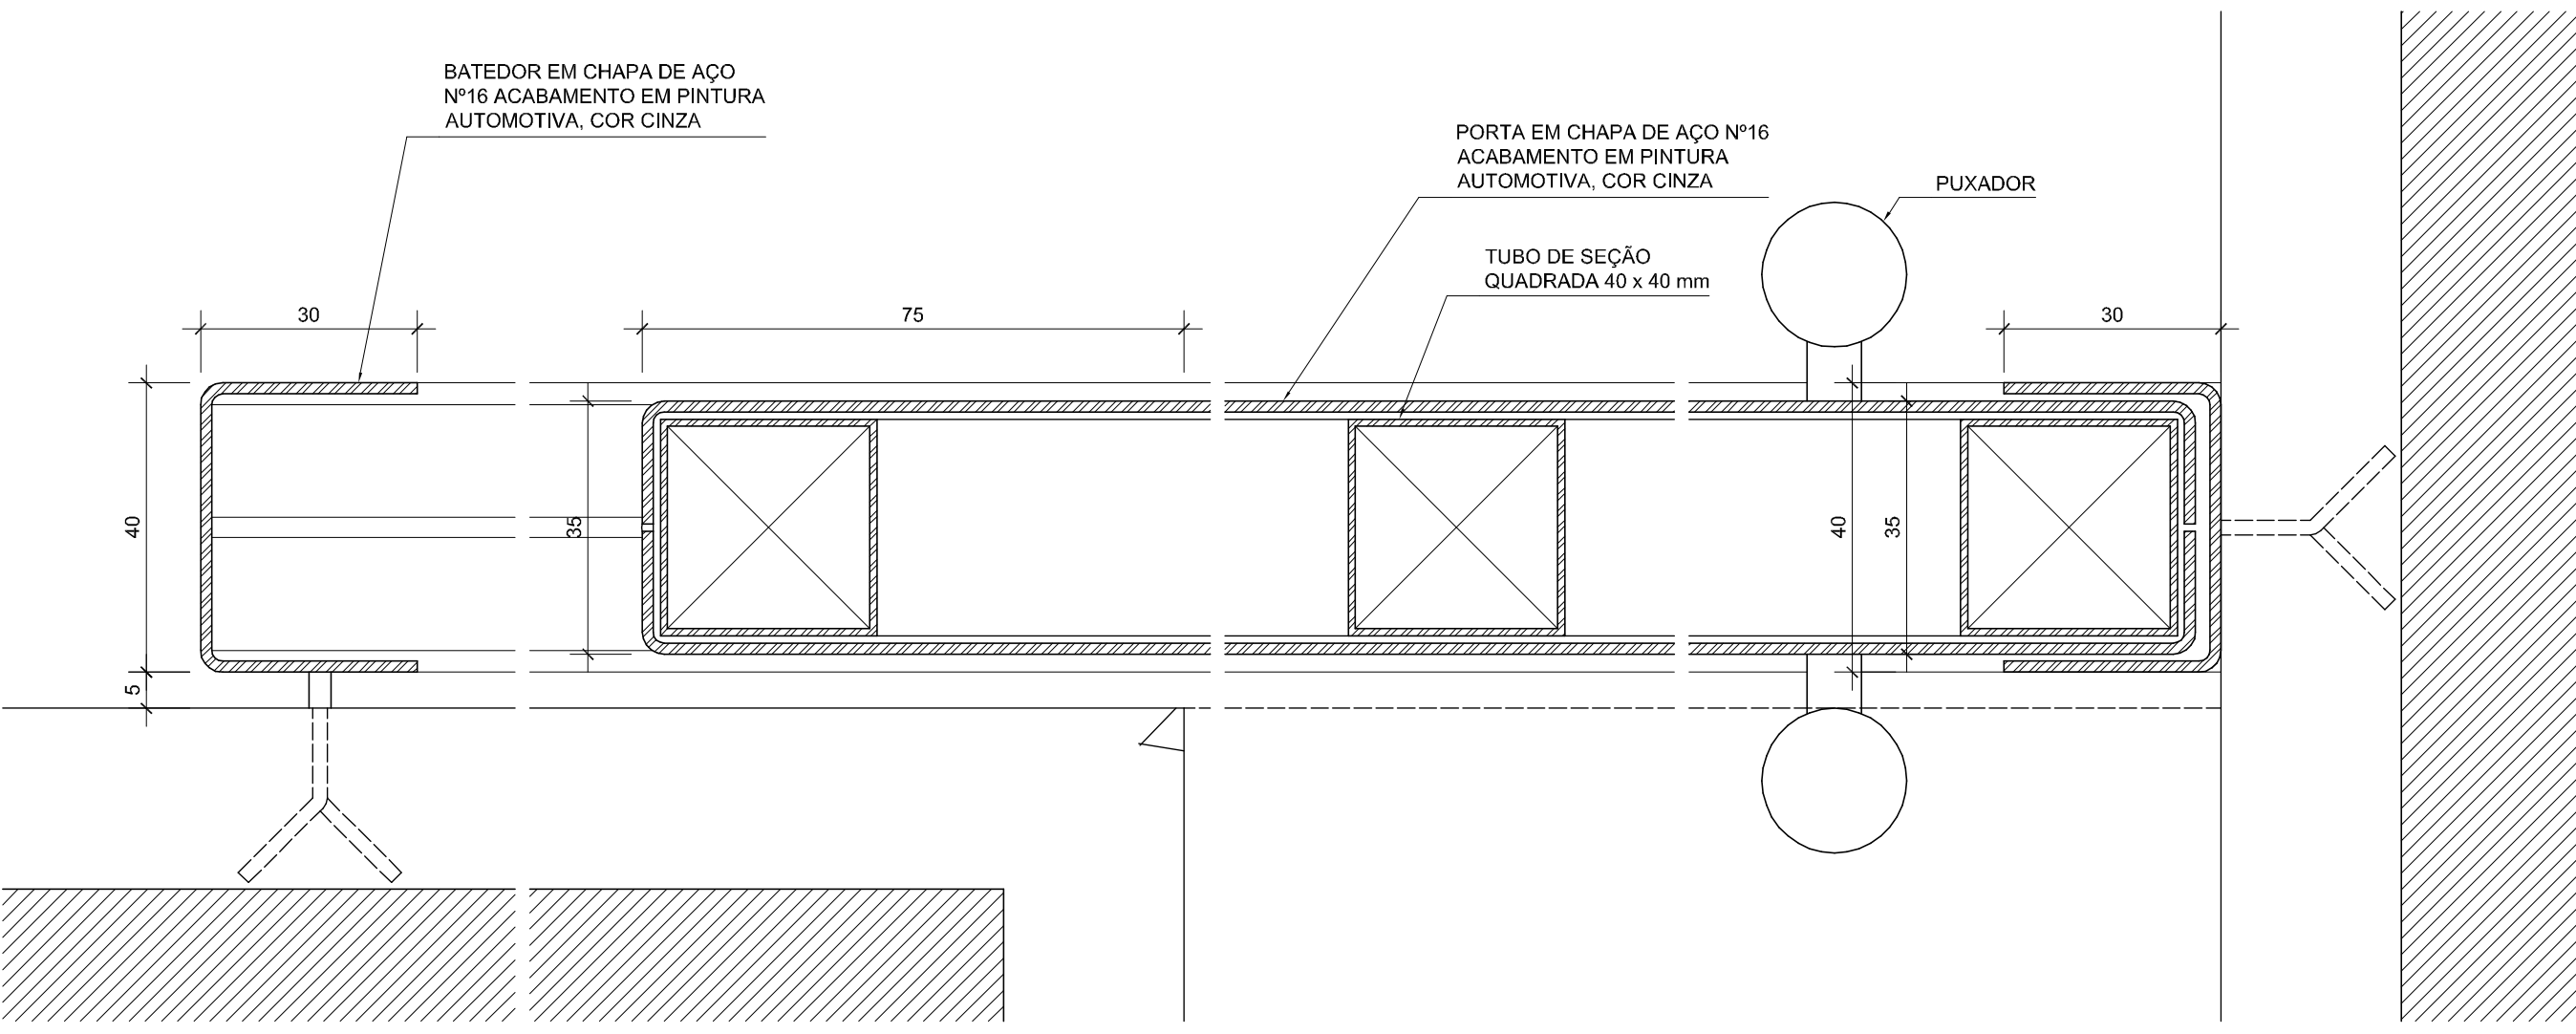 BATEDOR EM CHAPA DE AÇO
Nº16 ACABAMENTO EM PINTURA
AUTOMOTIVA, COR CINZA
PORTA EM CHAPA DE AÇO Nº16
ACABAMENTO EM PINTURA
AUTOMOTIVA, COR CINZA
PUXADOR
TUBO DE SEÇÃO
QUADRADA 40 x 40 mm
30
75
30
40
35
40
35
5